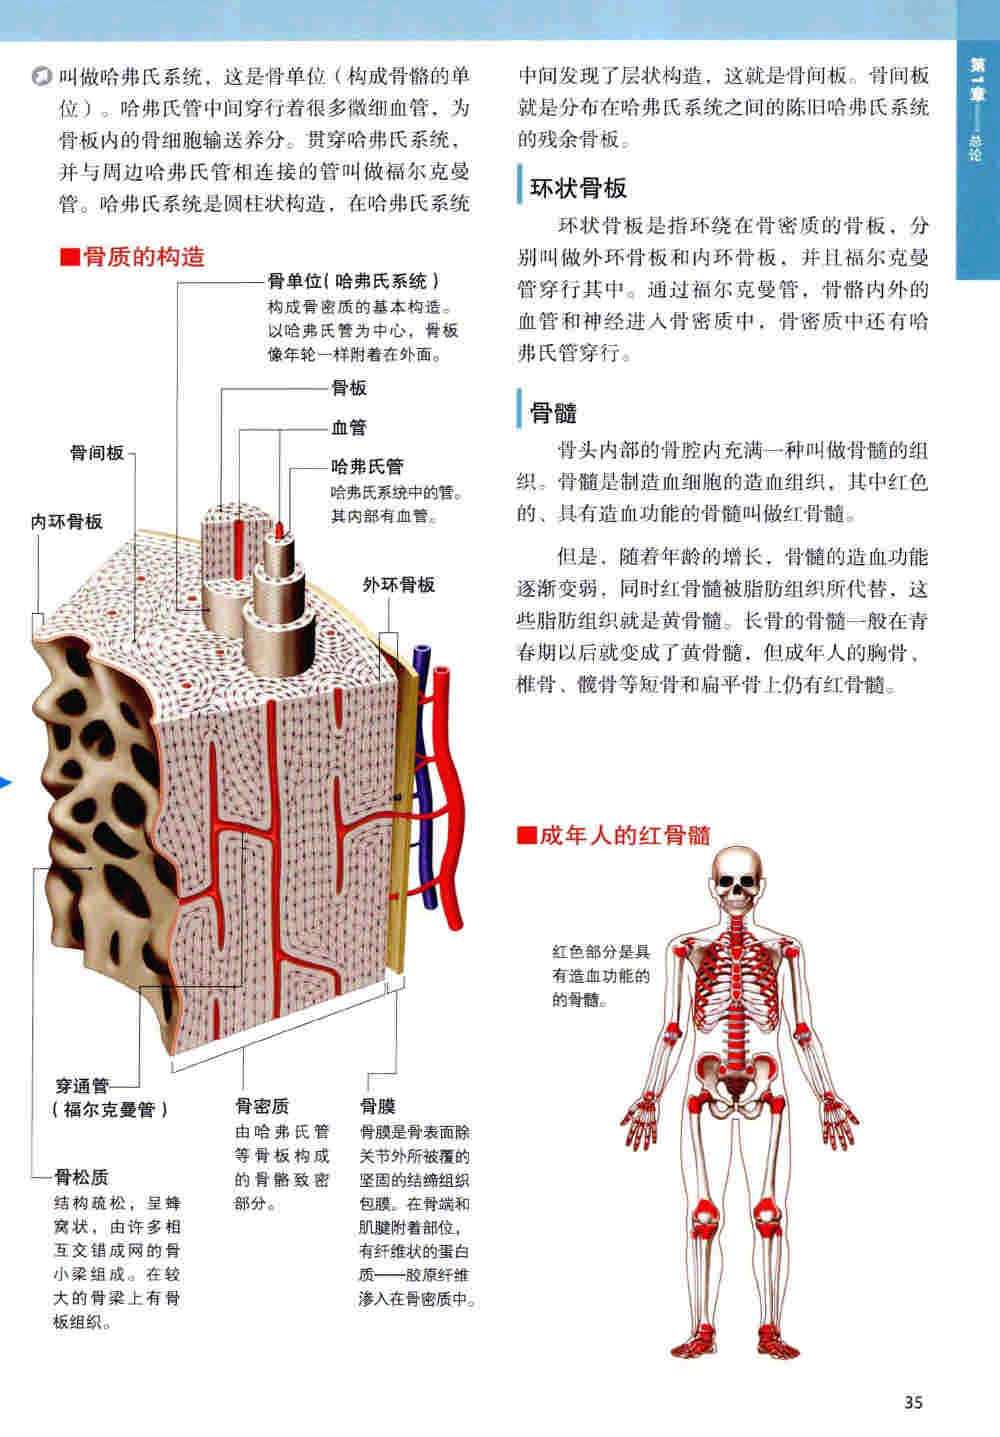 叫做哈弗氏系统，这是骨单位（构成骨骼的单
位）。哈弗氏管中间穿行着很多微细血管，为
骨板内的骨细胞输送养分。贯穿哈弗氏系统，
并与周边哈弗氏管相连接的管叫做福尔克曼
管。哈弗氏系统是圆柱状构造，在哈弗氏系统
■骨质的构造
骨单位(哈弗氏系统)
构成骨密质的基本构造。
以哈弗氏管为中心，骨板
像年轮一样附着在外面。
骨板
血管
哈弗氏管
哈弗氏系统中的管。
其内部有血管。
骨间板
内环骨板
外环骨板
穿通管
(福尔克曼管)
骨松质
结构疏松，呈蜂
窝状，由许多相
互交错成网的骨
小梁组成。在较
大的骨梁上有骨
板组织。
骨密质
由哈弗氏管
等骨板构成
的骨骼致密
部分。
骨膜
骨膜是骨表面除
关节外所被覆的
坚固的结缔组织
包膜。在骨端和
肌腱附着部位，
有纤维状的蛋白
质——胶原纤维
渗入在骨密质中。
中间发现了层状构造，这就是骨间板。骨间板
就是分布在哈弗氏系统之间的陈旧哈弗氏系统
的残余骨板。
环状骨板
环状骨板是指环绕在骨密质的骨板，分
别叫做外环骨板和内环骨板，并且福尔克曼
管穿行其中。通过福尔克曼管，骨骼内外的
血管和神经进入骨密质中，骨密质中还有哈
弗氏管穿行。
骨髓
骨头内部的骨腔内充满一种叫做骨髓的组
织。骨髓是制造血细胞的造血组织，其中红色
的、具有造血功能的骨髓叫做红骨髓。
但是，随着年龄的增长，骨髓的造血功能
逐渐变弱，同时红骨髓被脂肪组织所代替，这
些脂肪组织就是黄骨髓。长骨的骨髓一般在青
春期以后就变成了黄骨髓，但成年人的胸骨、
椎骨、髋骨等短骨和扁平骨上仍有红骨髓。
■成年人的红骨髓
红色部分是具
有造血功能的
的骨髓。
第1章——总论
35